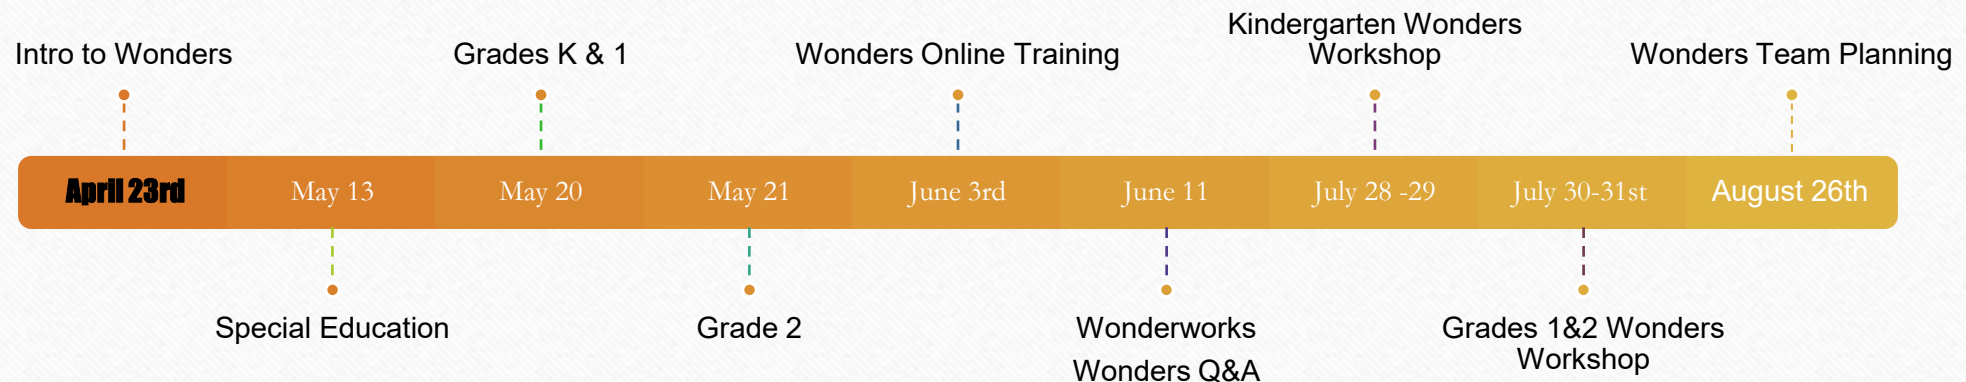 Kindergarten Wonders
Intro to Wonders
Grades K & 1
Wonders Online Training
Workshop
Wonders Team Planning
April 23rd
May 13
May 20
May 21
June 3rd
June 11
July 28 -29
July 30-31st
August 26th
Special Education
Grade 2
Wonderworks
Wonders Q&A
Grades 1&2 Wonders
Workshop